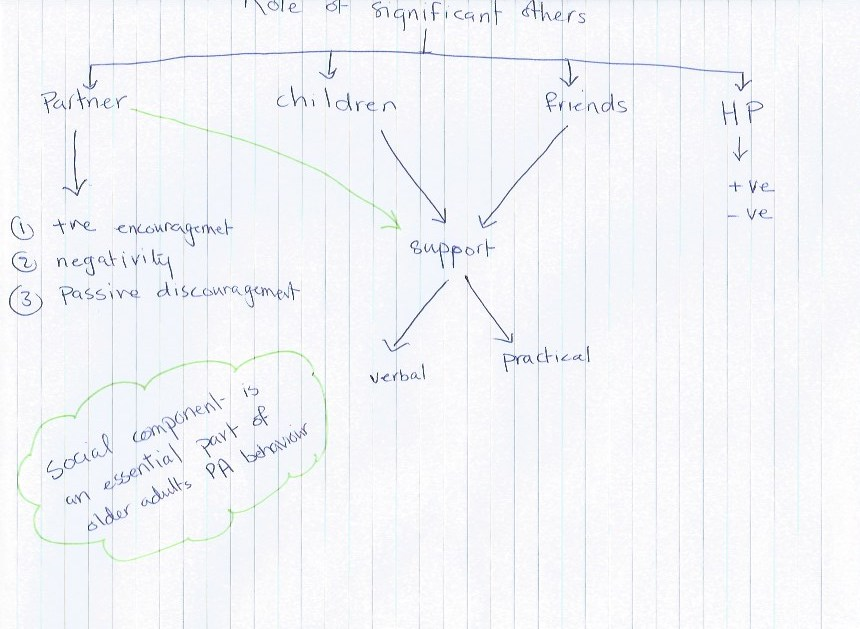 Role of significant others
Partner children friends HP
+ve
-ve
① +ve encouragemet
② negativity
③ Passive discouragement
support
verbal practical
Social component is
an essential part of
older adults PA behaviour